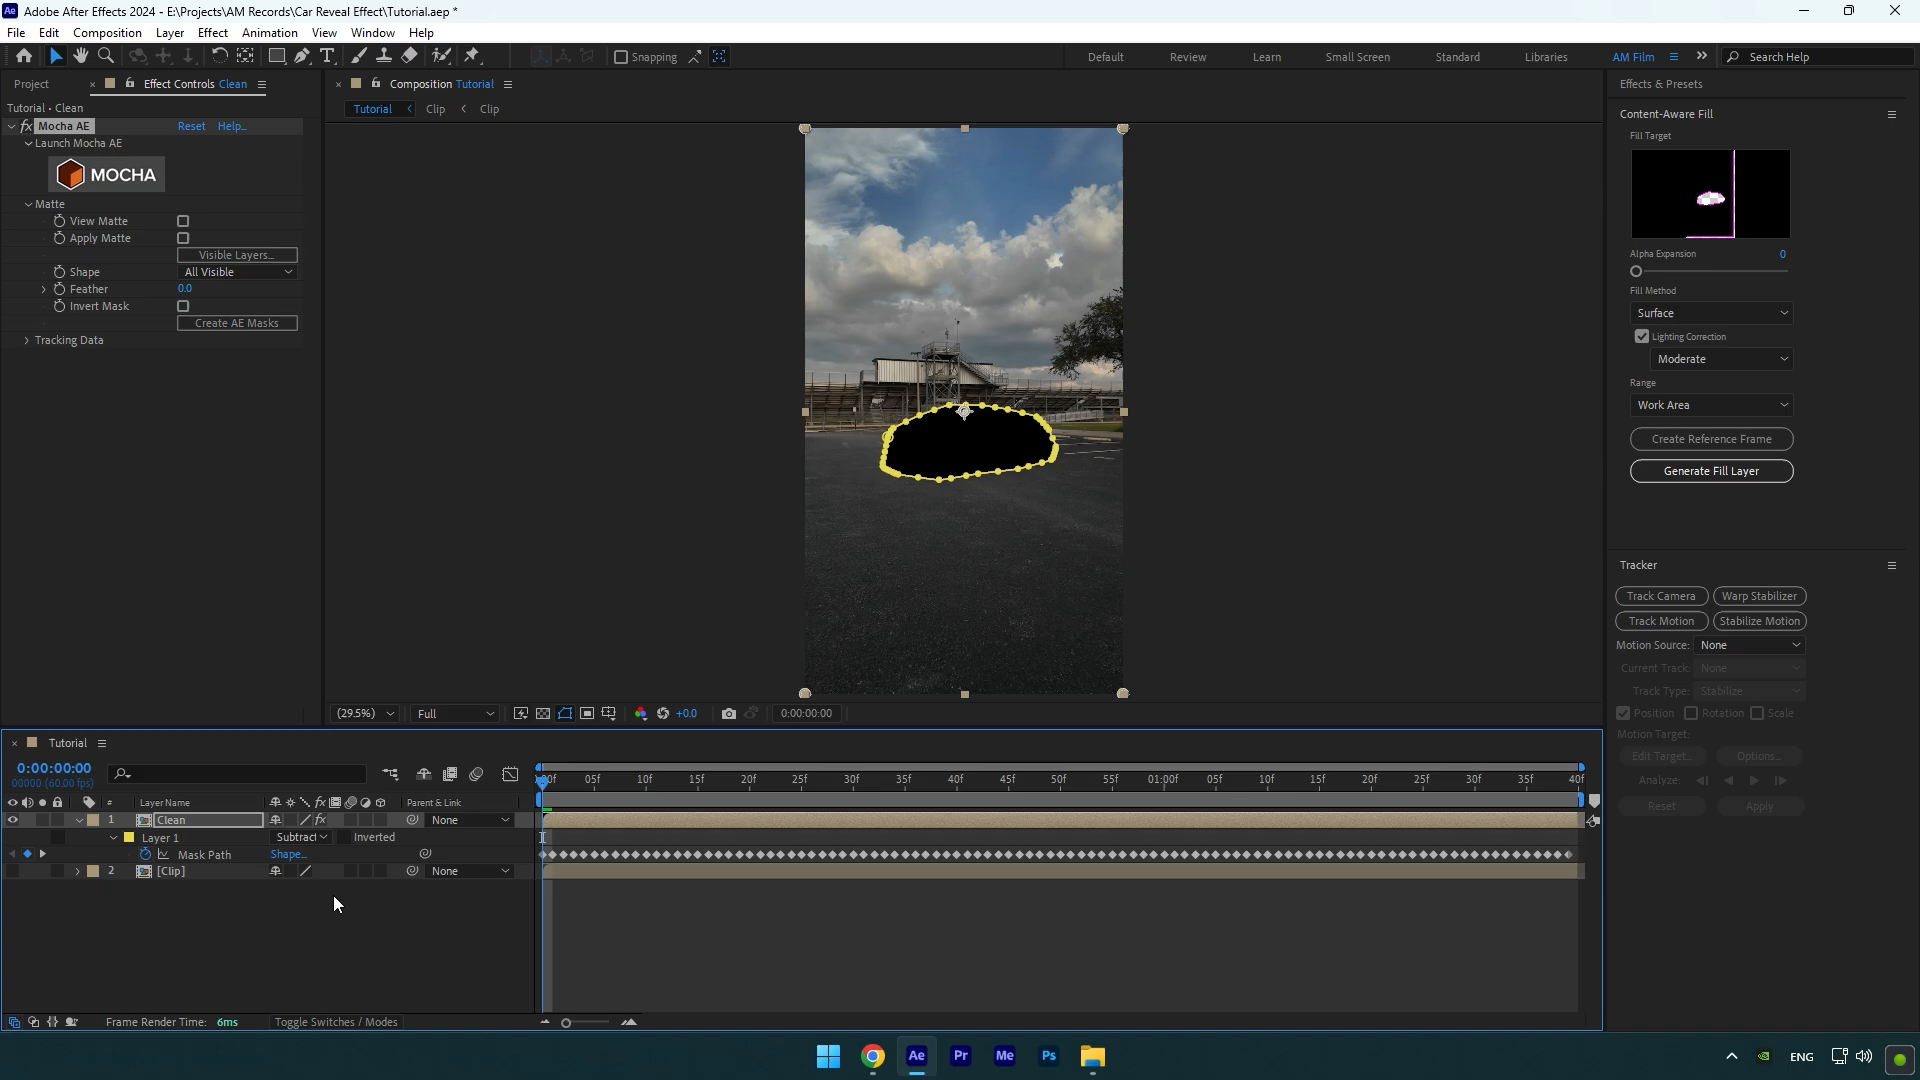 Adobe After Effects 2024 - E:\Projects\AM Records\Car Reveal Effect\Tutorial.aep *
File Edit Composition Layer Effect Animation View Window Help
Snapping
Default Review Learn Small Screen Standard Libraries AM Film Search Help
Project Effect Controls Clean
Composition Tutorial
Effects & Presets
Tutorial • Clean
Tutorial Clip Clip
Content-Aware Fill
fx Mocha AE Reset Help...
Launch Mocha AE
MOCHA
Matte
View Matte
Apply Matte
Visible Layers...
Shape All Visible
Feather 0.0
Invert Mask
Create AE Masks
Tracking Data
Fill Target
Alpha Expansion 0
Fill Method
Surface
Lighting Correction
Moderate
Range
Work Area
Create Reference Frame
Generate Fill Layer
Tracker
Track Camera Warp Stabilizer
Track Motion Stabilize Motion
Motion Source: None
Current Track: None
Track Type: Stabilize
Position Rotation Scale
Motion Target:
Edit Target... Options...
Analyze:
Reset Apply
(29.5%) Full +0.0 0:00:00:00
Tutorial
0:00:00:00
00000 (60.00 fps)
:00f 05f 10f 15f 20f 25f 30f 35f 40f 45f 50f 55f 01:00f 05f 10f 15f 20f 25f 30f 35f 40f
# Layer Name fx Parent & Link
1 Clean fx None
Layer 1 Subtract Inverted
Mask Path Shape...
2 [Clip] None
Frame Render Time: 6ms Toggle Switches / Modes
Ae Pr Me Ps ENG